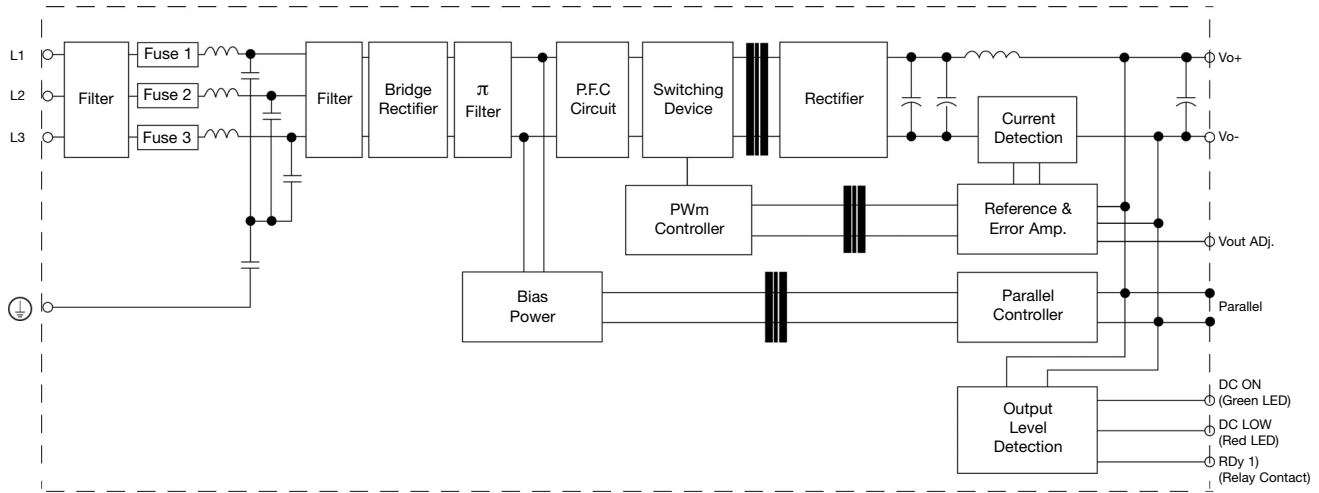 L1
Fuse 1
Vo+
L2
Filter
Fuse 2
Filter
Bridge
Rectifier
π
Filter
P.F.C
Circuit
Switching
Device
Rectifier
L3
Fuse 3
Current
Detection
Vo-
PWm
Controller
Reference &
Error Amp.
Vout ADj.
Bias
Power
Parallel
Controller
Parallel
Output
Level
Detection
DC ON
(Green LED)
DC LOW
(Red LED)
RDy 1)
(Relay Contact)